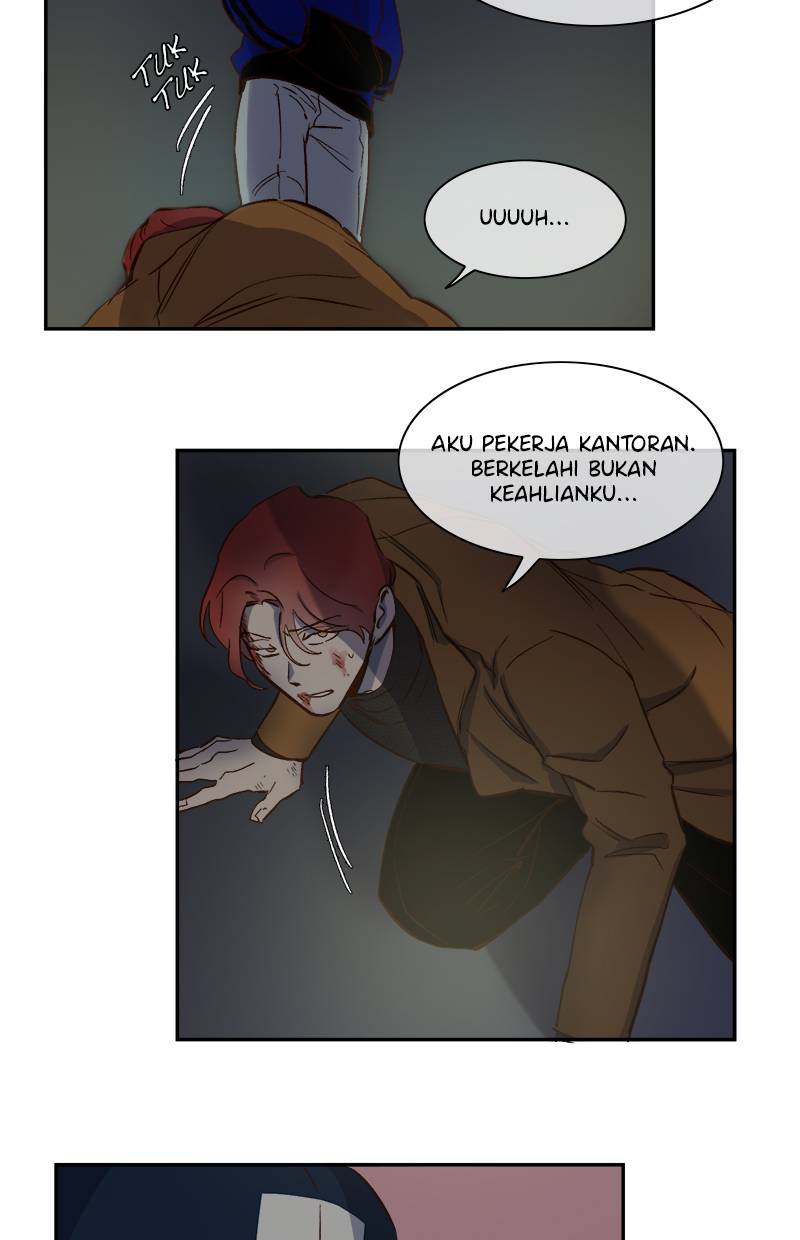 TUK
TUK
UUUUH...
AKU PEKERJA KANTORAN.
BERKELAHI BUKAN
KEAHLIANKU...